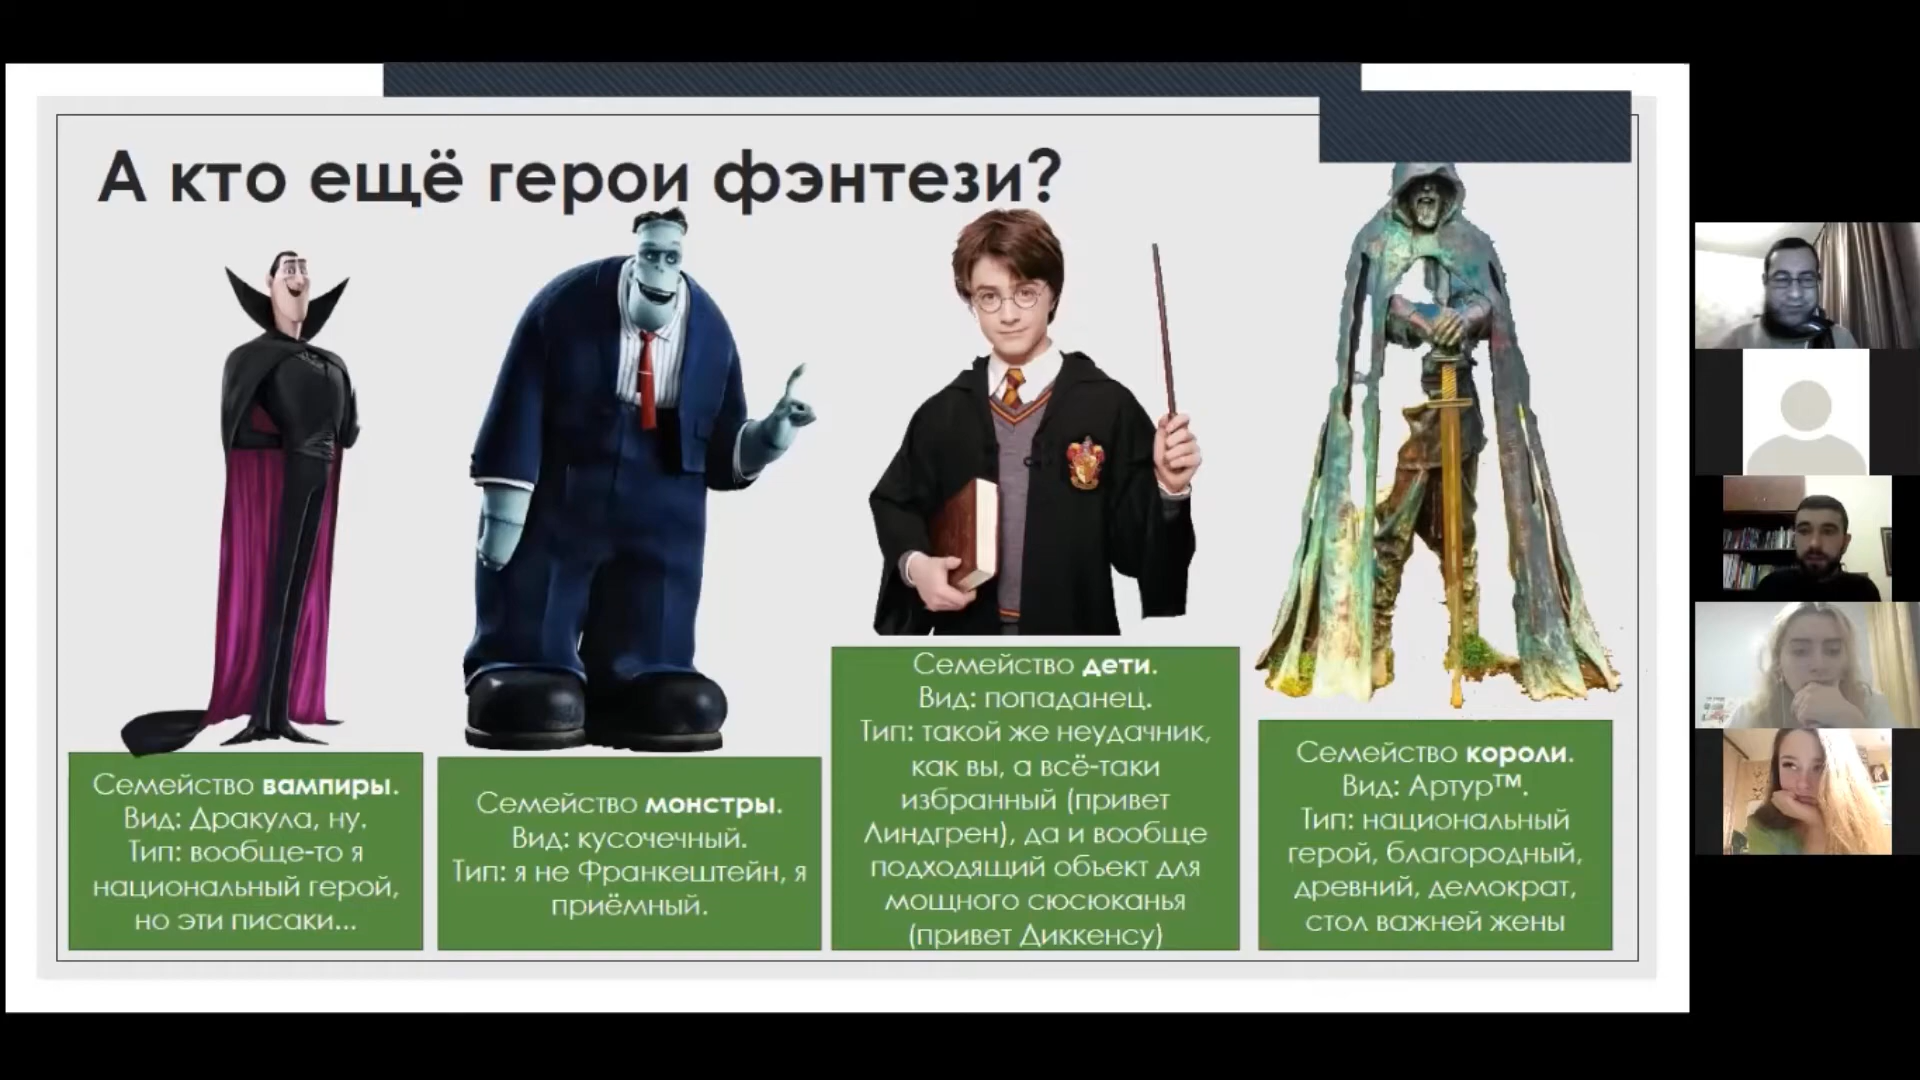 А кто ещё герои фэнтези?
Семейство вампиры.
Вид: Дракула, ну.
Тип: вообще-то я
национальный герой,
но эти писаки...
Семейство монстры.
Вид: кусочечный.
Тип: я не Франкештейн, я
приёмный.
Семейство дети.
Вид: попаданец.
Тип: такой же неудачник,
как вы, а всё-таки
избранный (привет
Линдгрен), да и вообще
подходящий объект для
мощного сюсюканья
(привет Диккенсу)
Семейство короли.
Вид: Артур™.
Тип: национальный
герой, благородный,
древний, демократ,
стол важней жены